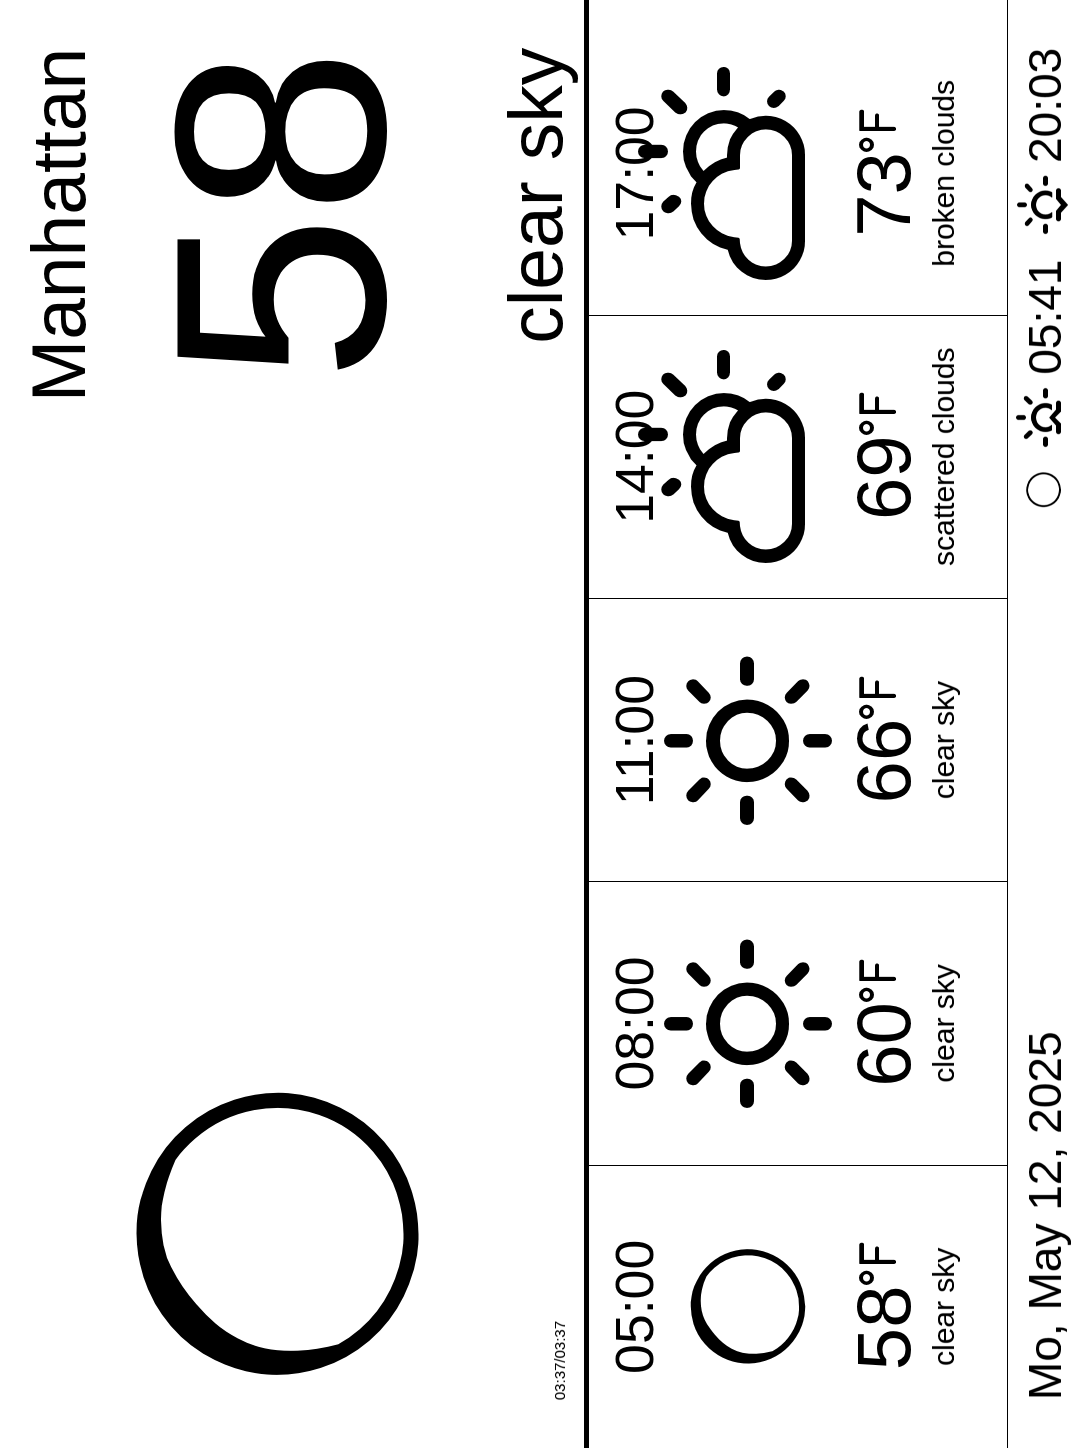 Manhattan
58
clear sky
03:37/03:37
05:00
08:00
11:00
14:00
17:00
58°F
60°F
66°F
69°F
73°F
clear sky
clear sky
clear sky
scattered clouds
broken clouds
Mo, May 12, 2025
05:41
20:03